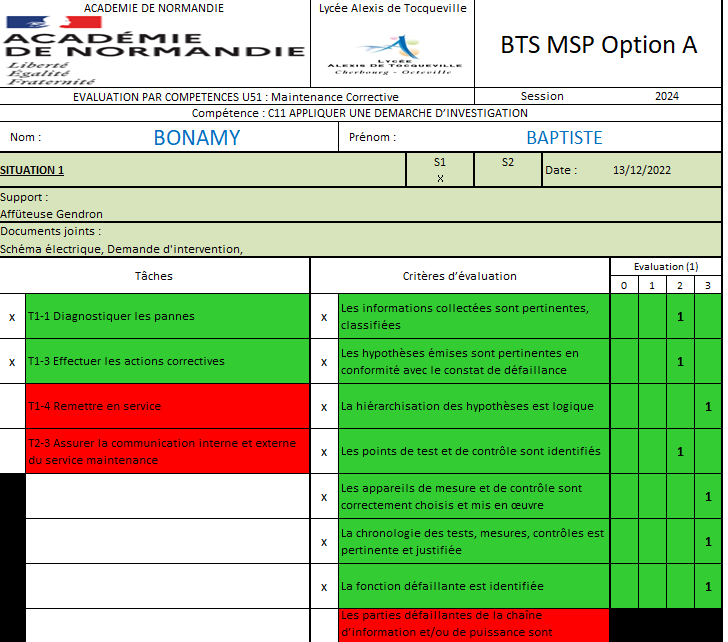 ACADEMIE DE NORMANDIE
ACADÉMIE
DE NORMANDIE
Liberté
Égalité
Fraternité
Lycée Alexis de Tocqueville
LYCÉE
ALEXIS DE TOCQUEVILLE
Cherbourg - Octeville
BTS MSP Option A
EVALUATION PAR COMPETENCES U51 : Maintenance Corrective
Session 2024
Compétence : C11 APPLIQUER UNE DEMARCHE D'INVESTIGATION
Nom : BONAMY Prénom : BAPTISTE
SITUATION 1 S1 S2 Date : 13/12/2022
X
Support :
Affûteuse Gendron
Documents joints :
Schéma électrique, Demande d'intervention,
Tâches Critères d'évaluation Evaluation (1)
0 1 2 3
x T1-1 Diagnostiquer les pannes x Les informations collectées sont pertinentes,
classifiées 1
x T1-3 Effectuer les actions correctives x Les hypothèses émises sont pertinentes en
conformité avec le constat de défaillance 1
T1-4 Remettre en service x La hiérarchisation des hypothèses est logique 1
T2-3 Assurer la communication interne et externe
du service maintenance x Les points de test et de contrôle sont identifiés 1
x Les appareils de mesure et de contrôle sont
correctement choisis et mis en œuvre 1
x La chronologie des tests, mesures, contrôles est
pertinente et justifiée 1
x La fonction défaillante est identifiée 1
Les parties défaillantes de la chaîne
d'information et/ou de puissance sont